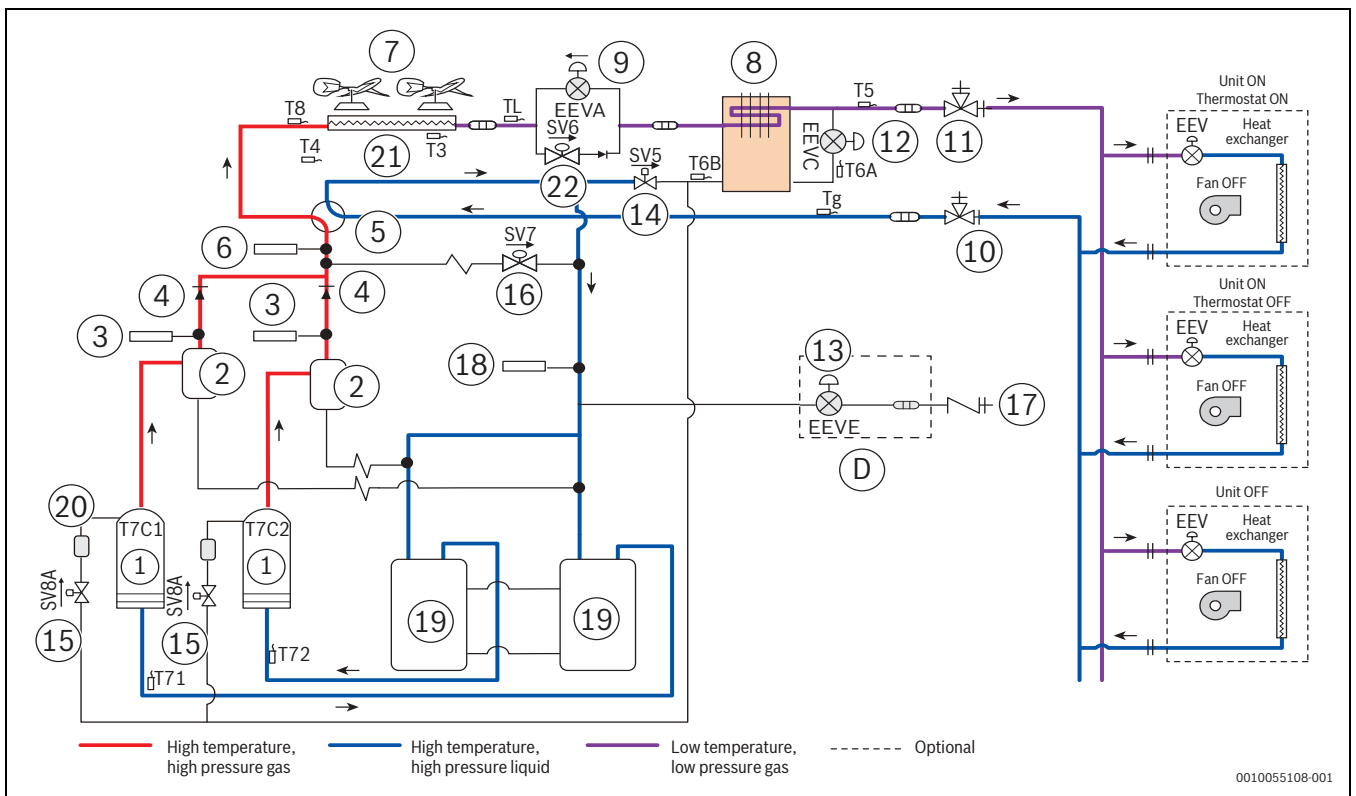 7
9
8
Unit ON
Thermostat ON
T8
TL
EEVA
T5
EEV
Heat
exchanger
SV6
EEVC
T4
21
T3
12
11
Fan OFF
SV5
T6B
T6A
22
5
14
Tg
10
6
SV7
16
4
3
4
3
Unit ON
Thermostat OFF
EEV
Heat
exchanger
Fan OFF
2
2
18
13
EEVE
17
D
20
Unit OFF
EEV
Heat
exchanger
Fan OFF
T7C1
1
T7C2
1
SV8A
SV8A
19
19
15
15
T72
T71
High temperature,
high pressure gas
High temperature,
high pressure liquid
Low temperature,
low pressure gas
Optional
0010055108-001